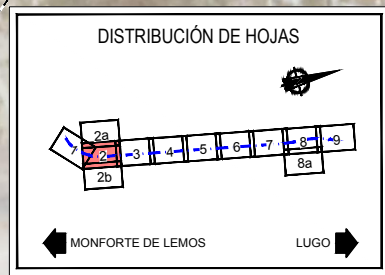 DISTRIBUCIÓN DE HOJAS
2a
1 2 3 4 5 6 7 8 9
2b 8a
MONFORTE DE LEMOS LUGO